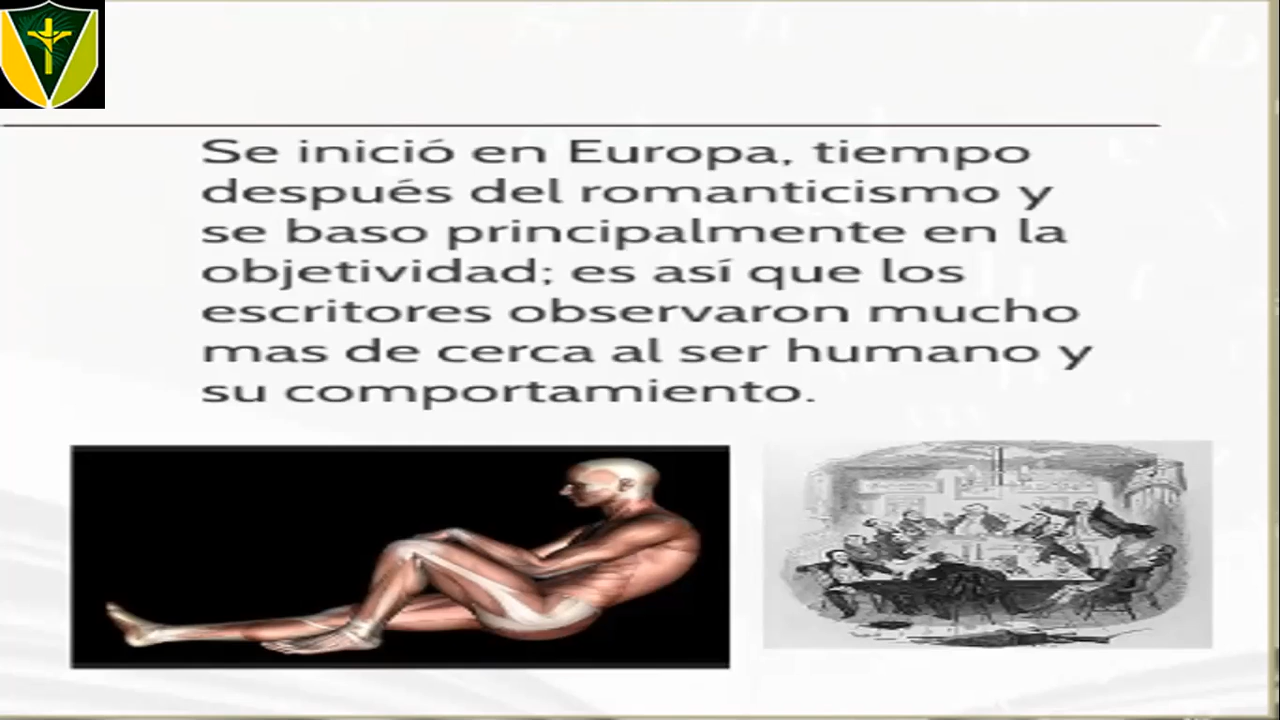 Se inició en Europa, tiempo
después del romanticismo y
se baso principalmente en la
objetividad; es así que los
escritores observaron mucho
mas de cerca al ser humano y
su comportamiento.